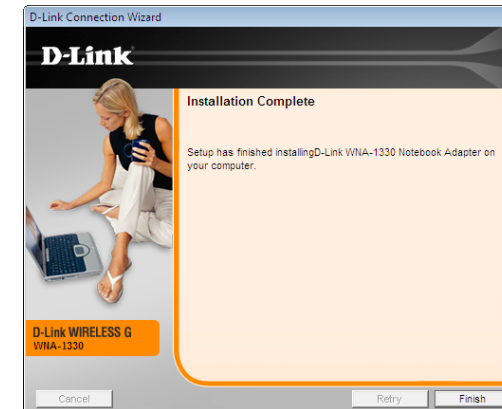 D-Link Connection Wizard
D-Link
Installation Complete
Setup has finished installingD-Link WNA-1330 Notebook Adapter on
your computer.
D-Link WIRELESS G
WNA-1330
Cancel
Retry
Finish